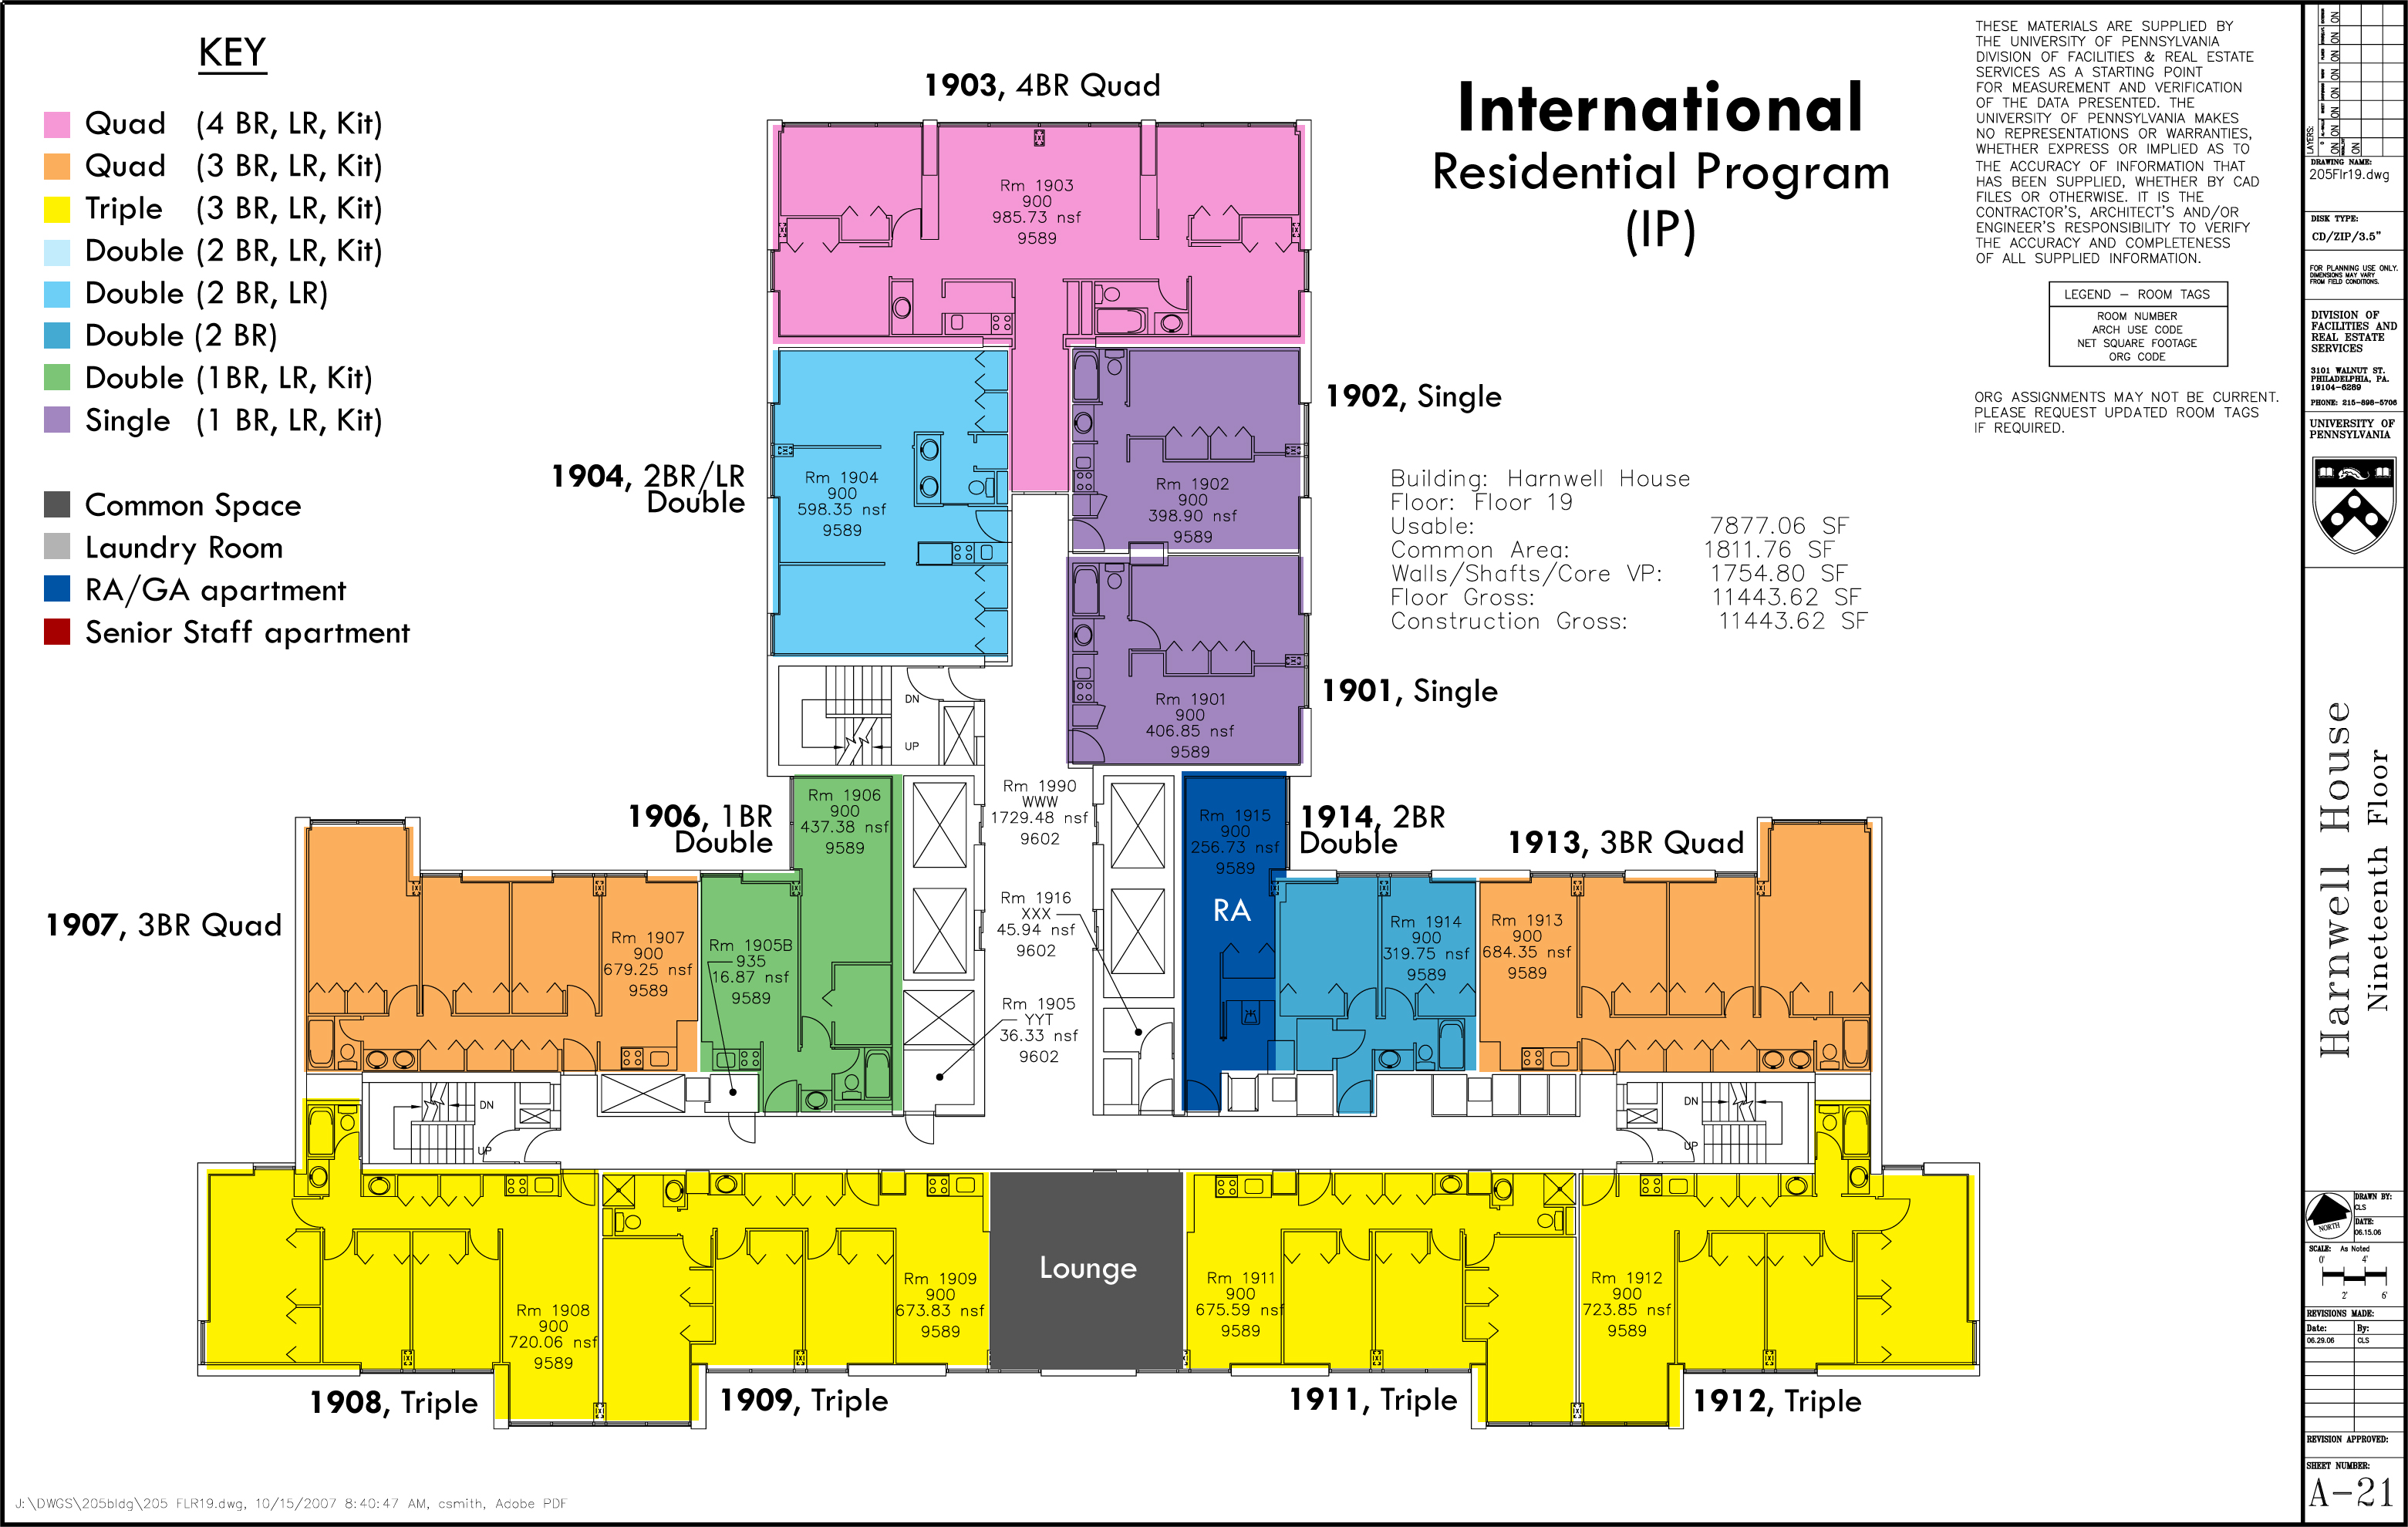 KEY
Quad (4 BR, LR, Kit)
Quad (3 BR, LR, Kit)
Triple (3 BR, LR, Kit)
Double (2 BR, LR, Kit)
Double (2 BR, LR)
Double (2 BR)
Double (1BR, LR, Kit)
Single (1 BR, LR, Kit)
Common Space
Laundry Room
RA/GA apartment
Senior Staff apartment
International
Residential Program
(IP)
1903, 4BR Quad
Rm 1903
900
985.73 nsf
9589
1904, 2BR/LR
Double
Rm 1904
900
598.35 nsf
9589
1902, Single
Rm 1902
900
398.90 nsf
9589
1901, Single
Rm 1901
900
406.85 nsf
9589
DN
UP
Building: Harnwell House
Floor: Floor 19
Usable: 7877.06 SF
Common Area: 1811.76 SF
Walls/Shafts/Core VP: 1754.80 SF
Floor Gross: 11443.62 SF
Construction Gross: 11443.62 SF
1906, 1BR
Double
Rm 1906
900
437.38 nsf
9589
Rm 1990
WWW
1729.48 nsf
9602
Rm 1916
XXX
45.94 nsf
9602
Rm 1905
YYT
36.33 nsf
9602
Rm 1915
900
256.73 nsf
9589
RA
1914, 2BR
Double
Rm 1914
900
319.75 nsf
9589
1913, 3BR Quad
Rm 1913
900
684.35 nsf
9589
1907, 3BR Quad
Rm 1907
900
679.25 nsf
9589
Rm 1905B
935
16.87 nsf
9589
DN
UP
DN
UP
Rm 1908
900
720.06 nsf
9589
1908, Triple
Rm 1909
900
673.83 nsf
9589
1909, Triple
Lounge
Rm 1911
900
675.59 nsf
9589
1911, Triple
Rm 1912
900
723.85 nsf
9589
1912, Triple
J:\DWGS\205bldg\205 FLR19.dwg, 10/15/2007 8:40:47 AM, csmith, Adobe PDF
THESE MATERIALS ARE SUPPLIED BY
THE UNIVERSITY OF PENNSYLVANIA
DIVISION OF FACILITIES & REAL ESTATE
SERVICES AS A STARTING POINT
FOR MEASUREMENT AND VERIFICATION
OF THE DATA PRESENTED. THE
UNIVERSITY OF PENNSYLVANIA MAKES
NO REPRESENTATIONS OR WARRANTIES,
WHETHER EXPRESS OR IMPLIED AS TO
THE ACCURACY OF INFORMATION THAT
HAS BEEN SUPPLIED, WHETHER BY CAD
FILES OR OTHERWISE. IT IS THE
CONTRACTOR'S, ARCHITECT'S AND/OR
ENGINEER'S RESPONSIBILITY TO VERIFY
THE ACCURACY AND COMPLETENESS
OF ALL SUPPLIED INFORMATION.
LEGEND – ROOM TAGS
ROOM NUMBER
ARCH USE CODE
NET SQUARE FOOTAGE
ORG CODE
ORG ASSIGNMENTS MAY NOT BE CURRENT.
PLEASE REQUEST UPDATED ROOM TAGS
IF REQUIRED.
LAYERS:
ON ON ON ON ON ON
ON
ON
DRAWING NAME:
205Flr19.dwg
DISK TYPE:
CD/ZIP/3.5"
FOR PLANNING USE ONLY.
DIMENSIONS MAY VARY
FROM FIELD CONDITIONS.
DIVISION OF
FACILITIES AND
REAL ESTATE
SERVICES
3101 WALNUT ST.
PHILADELPHIA, PA.
19104-6289
PHONE: 215-898-5706
UNIVERSITY OF
PENNSYLVANIA
Harnwell House
Nineteenth Floor
NORTH
DRAWN BY:
CLS
DATE:
06.15.06
SCALE: As Noted
0' 4'
2' 6'
REVISIONS MADE:
Date: By:
06.29.06 CLS
REVISION APPROVED:
SHEET NUMBER:
A-21